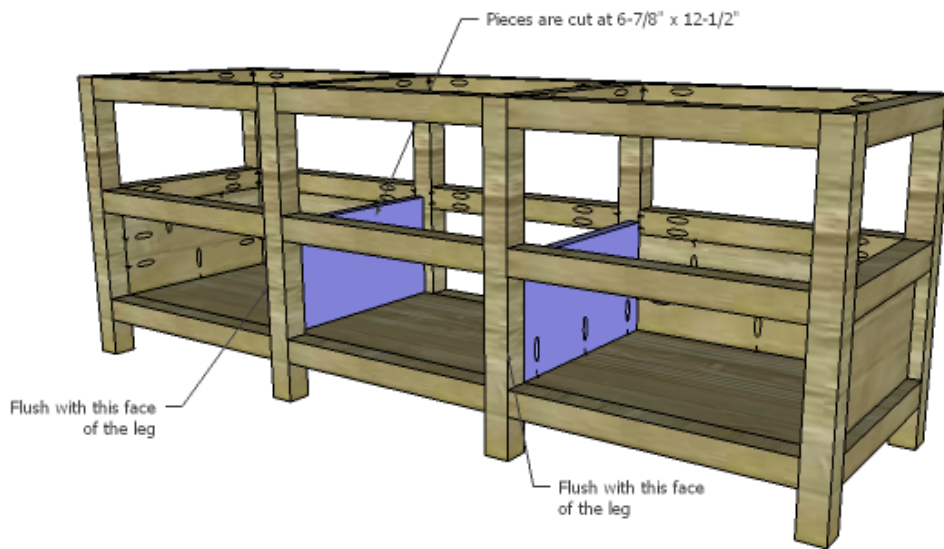 Pieces are cut at 6-7/8" x 12-1/2"
Flush with this face
of the leg
Flush with this face
of the leg